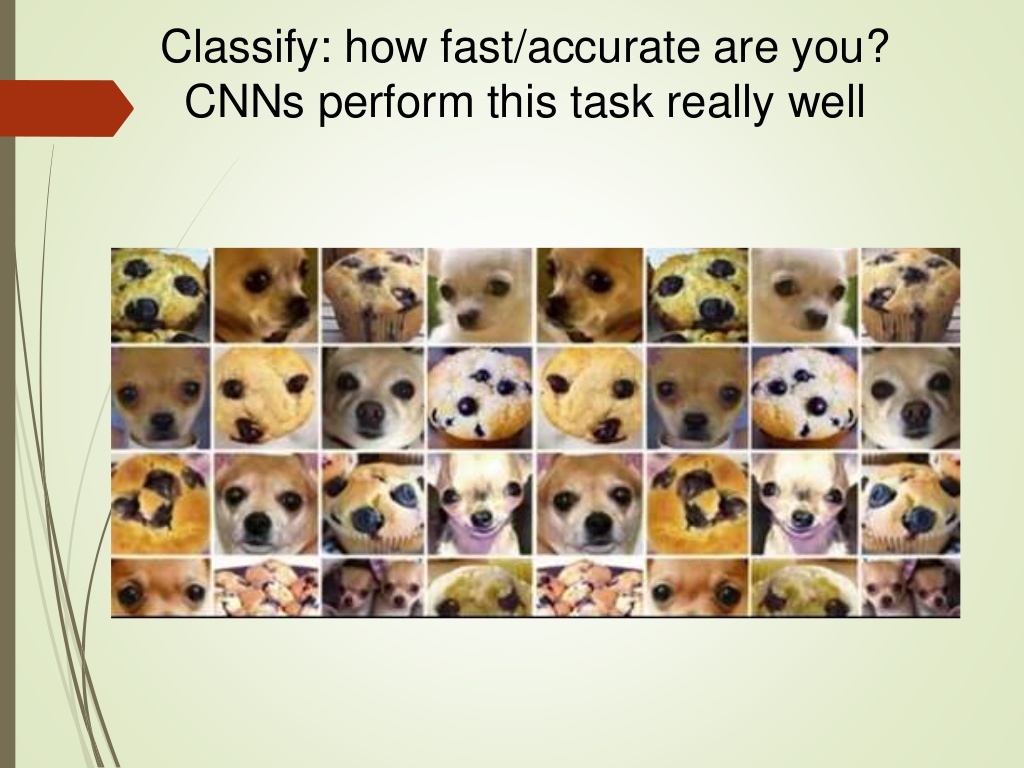 Classify: how fast/accurate are you?
CNNs perform this task really well